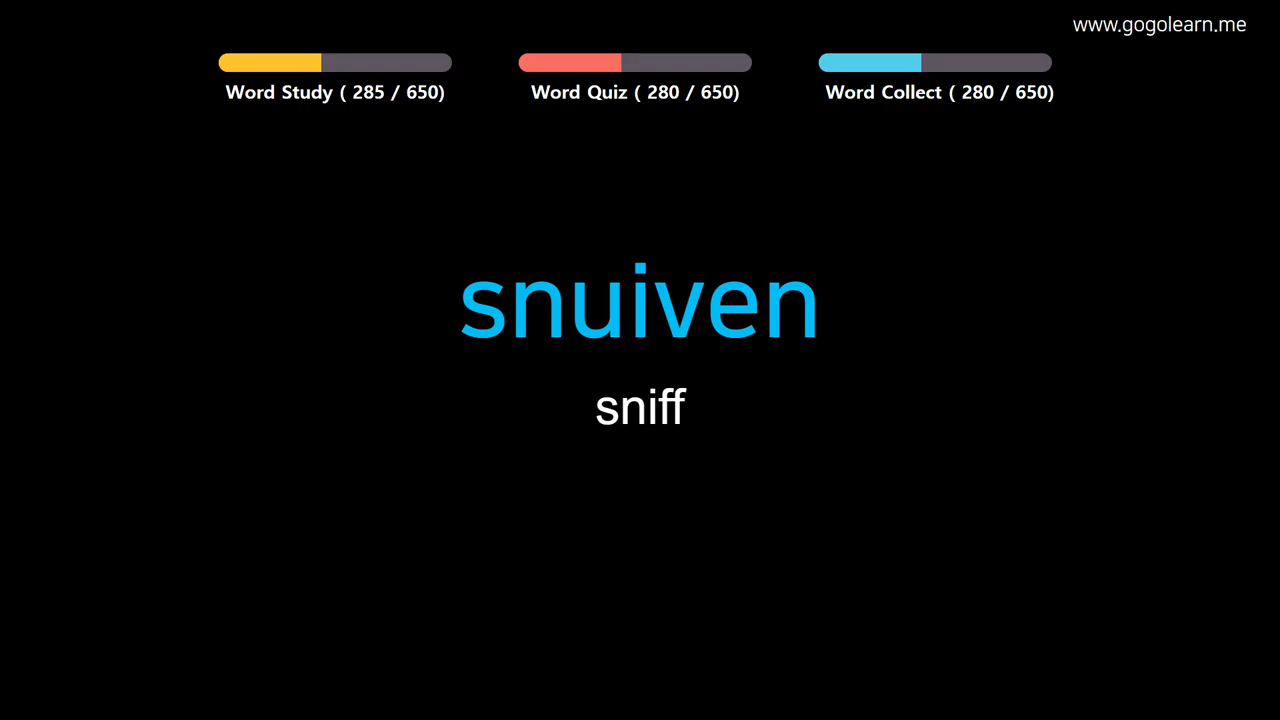 www.gogolearn.me
Word Study ( 285 / 650)
Word Quiz ( 280 / 650)
Word Collect ( 280 / 650)
snuiven
sniff